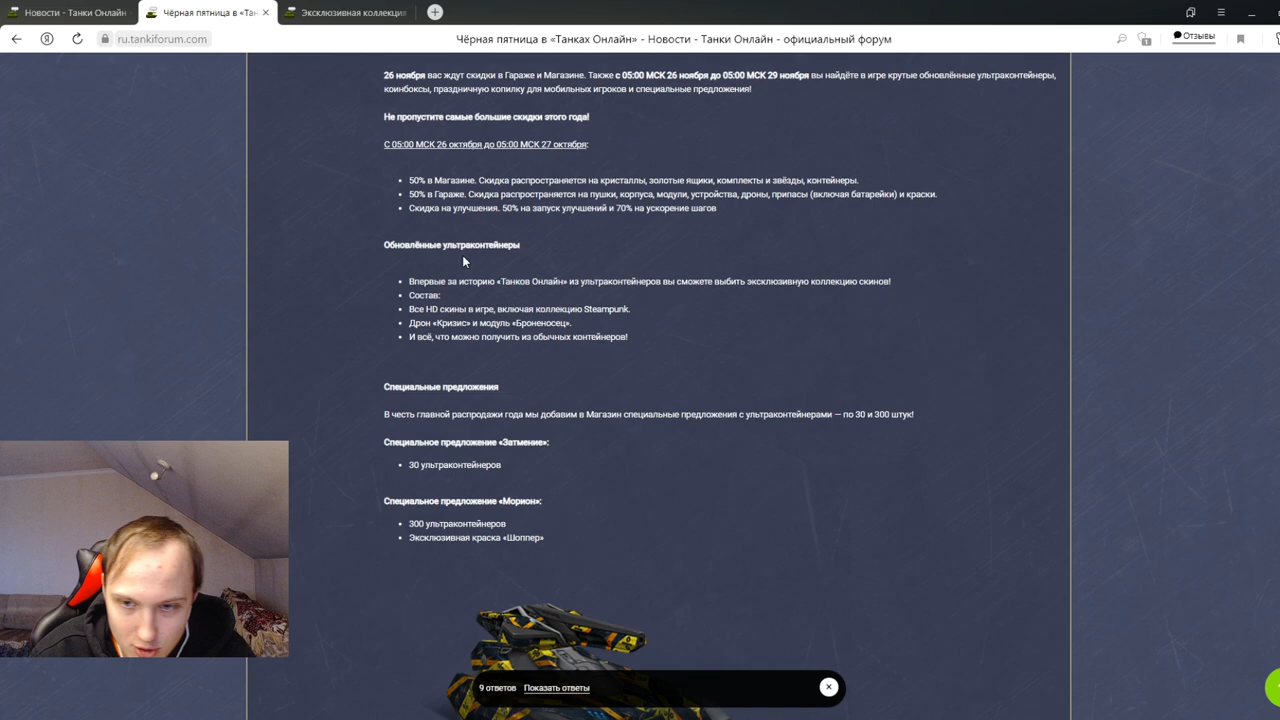 Новости - Танки Онлайн
Чёрная пятница в «Тан
Эксклюзивная коллекци
ru.tankiforum.com
Чёрная пятница в «Танках Онлайн» - Новости - Танки Онлайн - официальный форум
1
Отзывы
26 ноября вас ждут скидки в Гараже и Магазине. Также с 05:00 МСК 26 ноября до 05:00 МСК 29 ноября вы найдёте в игре крутые обновлённые ультраконтейнеры,
коинбоксы, праздничную копилку для мобильных игроков и специальные предложения!
Не пропустите самые большие скидки этого года!
С 05:00 МСК 26 октября до 05:00 МСК 27 октября:
• 50% в Магазине. Скидка распространяется на кристаллы, золотые ящики, комплекты и звёзды, контейнеры.
• 50% в Гараже. Скидка распространяется на пушки, корпуса, модули, устройства, дроны, припасы (включая батарейки) и краски.
• Скидка на улучшения. 50% на запуск улучшений и 70% на ускорение шагов
Обновлённые ультраконтейнеры
• Впервые за историю «Танков Онлайн» из ультраконтейнеров вы сможете выбить эксклюзивную коллекцию скинов!
• Состав:
• Все HD скины в игре, включая коллекцию Steampunk.
• Дрон «Кризис» и модуль «Броненосец».
• И всё, что можно получить из обычных контейнеров!
Специальные предложения
В честь главной распродажи года мы добавим в Магазин специальные предложения с ультраконтейнерами — по 30 и 300 штук!
Специальное предложение «Затмение»:
• 30 ультраконтейнеров
Специальное предложение «Морион»:
• 300 ультраконтейнеров
• Эксклюзивная краска «Шоппер»
9 ответов Показать ответы